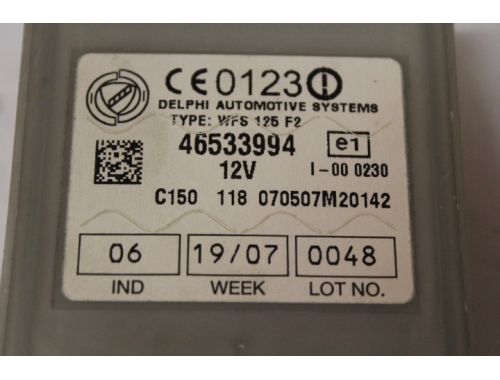 CE0123
DELPHI AUTOMOTIVE SYSTEMS
TYPE: WFS 125 F2
46533994 e1
12V I-00 0230
C150 118 070507M20142
06 19/07 0048
IND WEEK LOT NO.